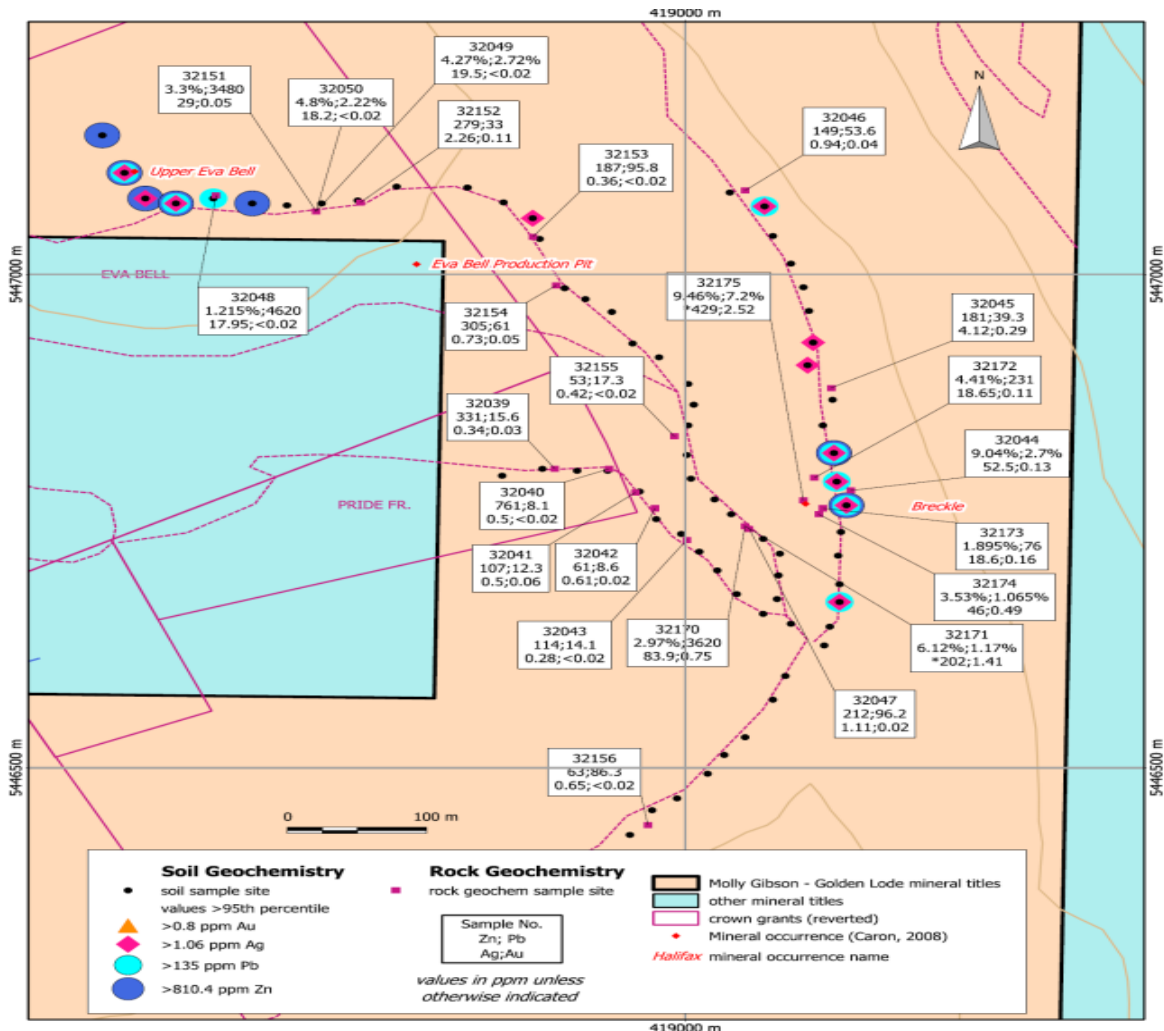 419000 m
32049
4.27%;2.72%
19.5;<0.02
32151
3.3%;3480
29;0.05
32050
4.8%;2.22%
18.2;<0.02
32152
279;33
2.26;0.11
32153
187;95.8
0.36;<0.02
32046
149;53.6
0.94;0.04
N
Upper Eva Bell
5447000 m
EVA BELL
Eva Bell Production Pit
5447000 m
32048
1.215%;4620
17.95;<0.02
32154
305;61
0.73;0.05
32175
9.46%;7.2%
*429;2.52
32045
181;39.3
4.12;0.29
32155
53;17.3
0.42;<0.02
32172
4.41%;231
18.65;0.11
32039
331;15.6
0.34;0.03
32044
9.04%;2.7%
52.5;0.13
32040
761;8.1
0.5;<0.02
PRIDE FR.
Breckle
32041
107;12.3
0.5;0.06
32042
61;8.6
0.61;0.02
32173
1.895%;76
18.6;0.16
32174
3.53%;1.065%
46;0.49
32043
114;14.1
0.28;<0.02
32170
2.97%;3620
83.9;0.75
32171
6.12%;1.17%
*202;1.41
32047
212;96.2
1.11;0.02
32156
63;86.3
0.65;<0.02
5446500 m
5446500 m
0 100 m
Soil Geochemistry
soil sample site
values >95th percentile
>0.8 ppm Au
>1.06 ppm Ag
>135 ppm Pb
>810.4 ppm Zn
Rock Geochemistry
rock geochem sample site
Sample No.
Zn; Pb
Ag;Au
values in ppm unless
otherwise indicated
Molly Gibson - Golden Lode mineral titles
other mineral titles
crown grants (reverted)
Mineral occurrence (Caron, 2008)
Halifax mineral occurrence name
419000 m